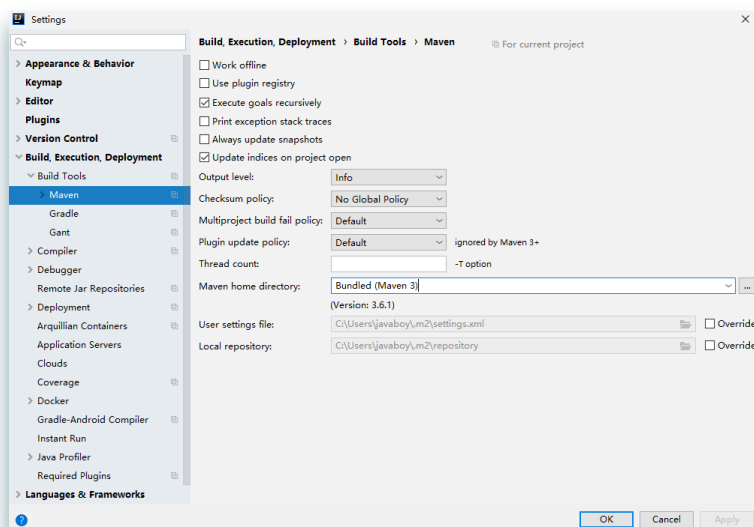 Settings
Appearance & Behavior
Keymap
Editor
Plugins
Version Control
Build, Execution, Deployment
Build Tools
Maven
Gradle
Gant
Compiler
Debugger
Remote Jar Repositories
Deployment
Arquillian Containers
Application Servers
Clouds
Coverage
Docker
Gradle-Android Compiler
Instant Run
Java Profiler
Required Plugins
Languages & Frameworks
Build, Execution, Deployment › Build Tools › Maven
For current project
Work offline
Use plugin registry
Execute goals recursively
Print exception stack traces
Always update snapshots
Update indices on project open
Output level: Info
Checksum policy: No Global Policy
Multiproject build fail policy: Default
Plugin update policy: Default ignored by Maven 3+
Thread count: -T option
Maven home directory: Bundled (Maven 3) ...
(Version: 3.6.1)
User settings file: C:\Users\javaboy\.m2\settings.xml Override
Local repository: C:\Users\javaboy\.m2\repository Override
? OK Cancel Apply